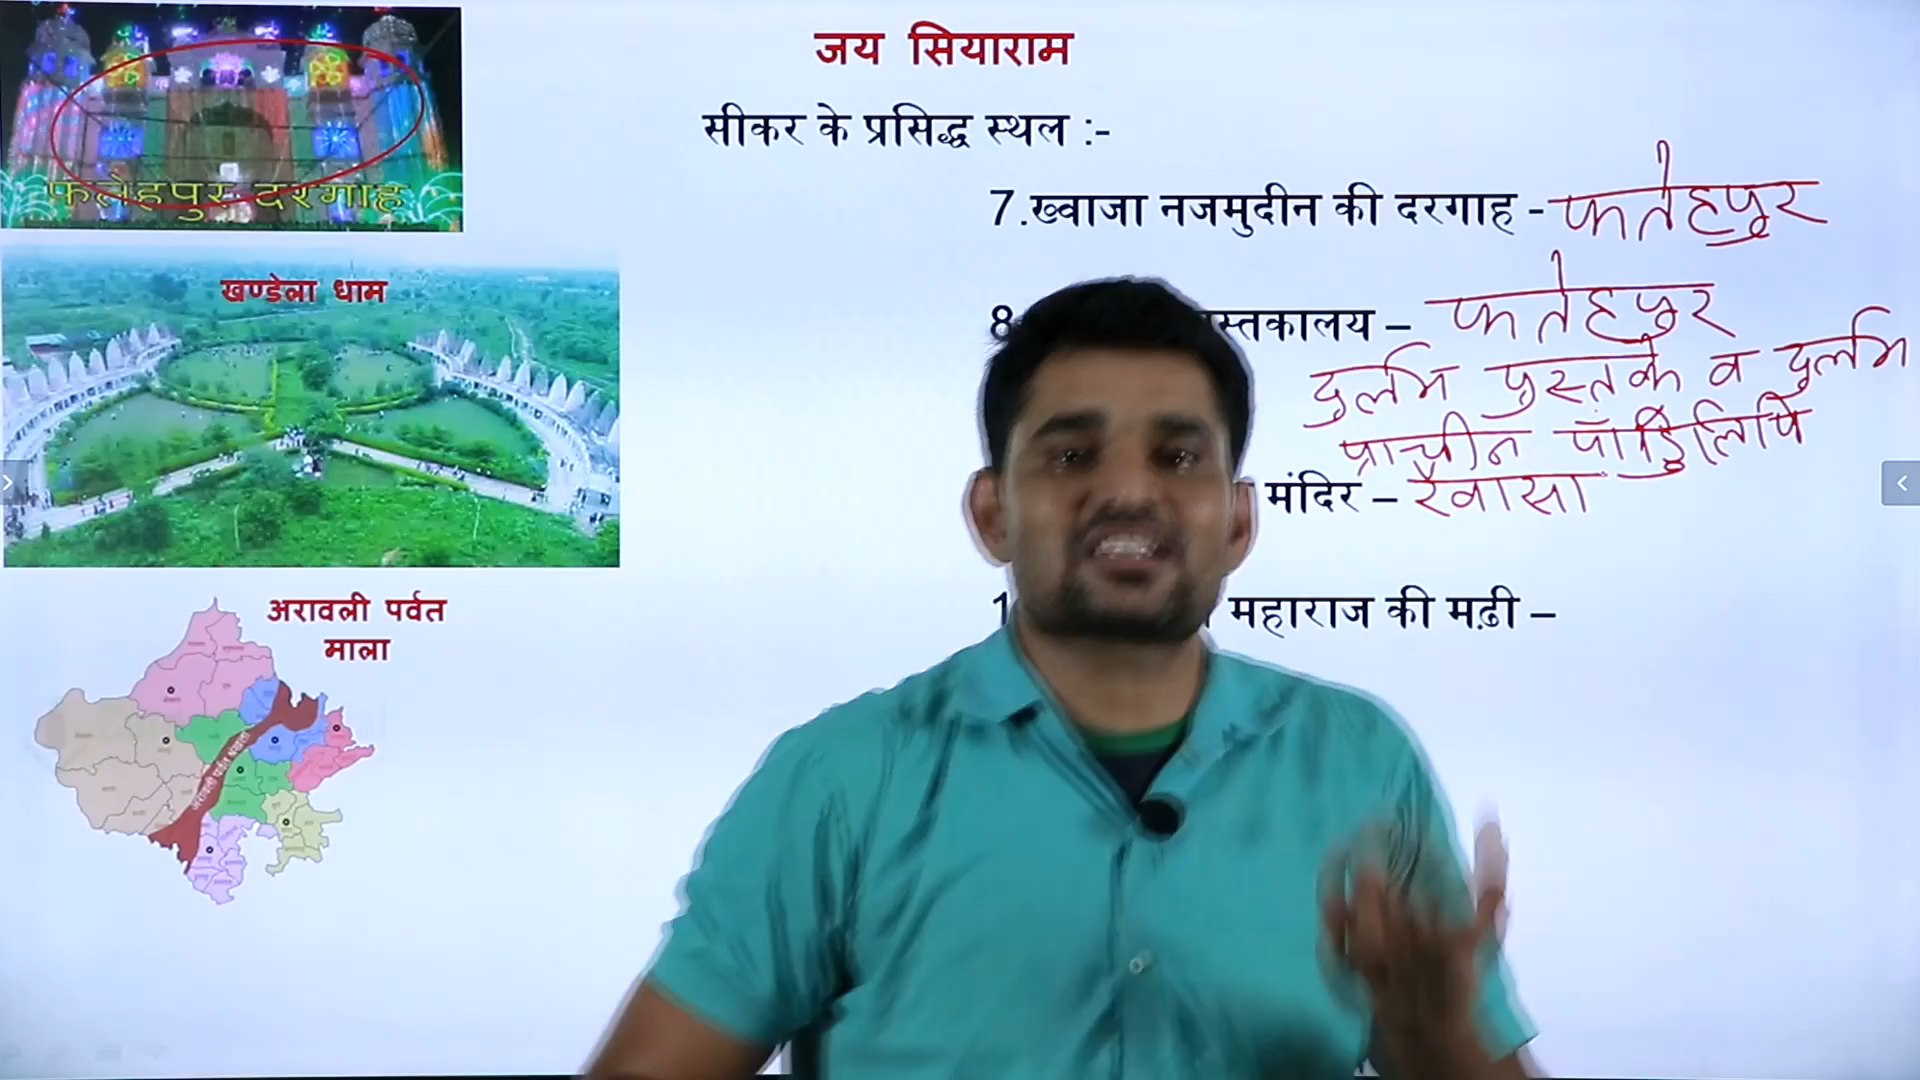 जय सियाराम
सीकर के प्रसिद्ध स्थल :-
फतेहपुर दरगाह
7.ख्वाजा नजमुदीन की दरगाह - फतेहपुर
खण्डेला धाम
8 स्तकालय – फतेहपुर
दुर्लभ पुस्तके व दुर्लभ
प्राचीन पाँडुलिपि
मंदिर – रैवासा
1 महाराज की मढ़ी –
अरावली पर्वत
माला